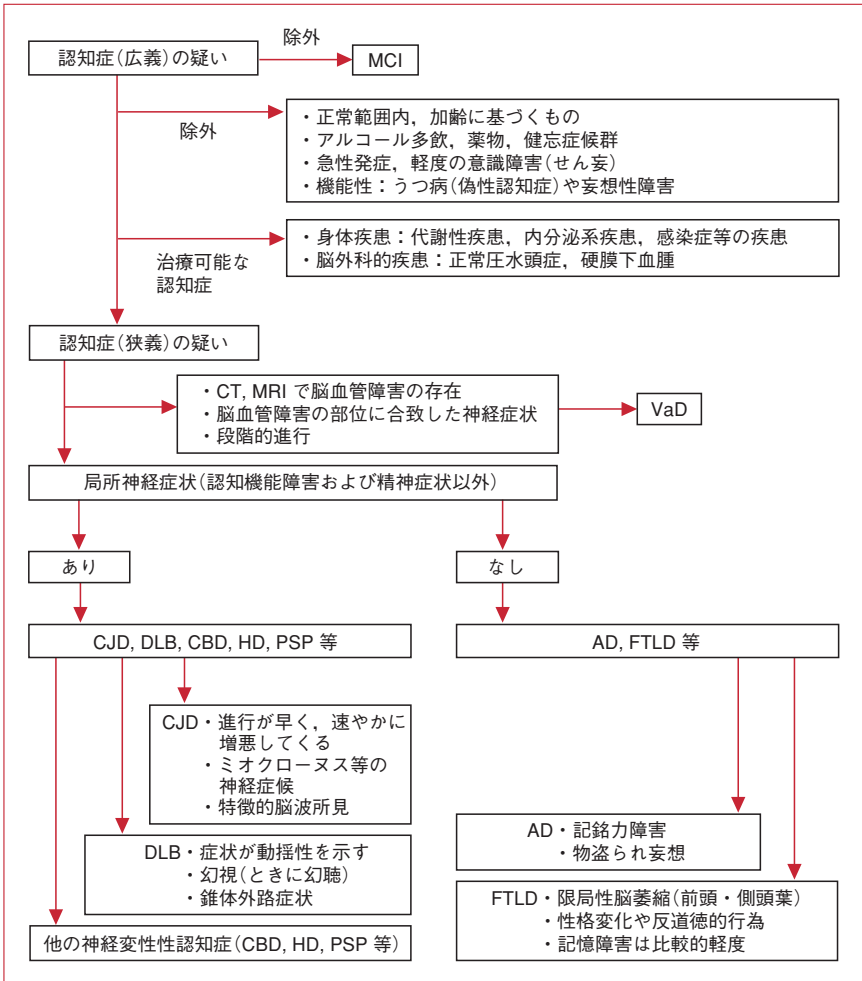 認知症(広義)の疑い
除外
MCI
除外
・正常範囲内,加齢に基づくもの
・アルコール多飲,薬物,健忘症候群
・急性発症,軽度の意識障害(せん妄)
・機能性:うつ病(偽性認知症)や妄想性障害
治療可能な
認知症
・身体疾患:代謝性疾患,内分泌系疾患,感染症等の疾患
・脳外科的疾患:正常圧水頭症,硬膜下血腫
認知症(狭義)の疑い
・CT, MRI で脳血管障害の存在
・脳血管障害の部位に合致した神経症状
・段階的進行
VaD
局所神経症状(認知機能障害および精神症状以外)
あり
なし
CJD, DLB, CBD, HD, PSP 等
AD, FTLD 等
CJD・進行が早く,速やかに
増悪してくる
・ミオクローヌス等の
神経症候
・特徴的脳波所見
DLB・症状が動揺性を示す
・幻視(ときに幻聴)
・錐体外路症状
他の神経変性性認知症(CBD, HD, PSP 等)
AD・記銘力障害
・物盗られ妄想
FTLD・限局性脳萎縮(前頭・側頭葉)
・性格変化や反道徳的行為
・記憶障害は比較的軽度